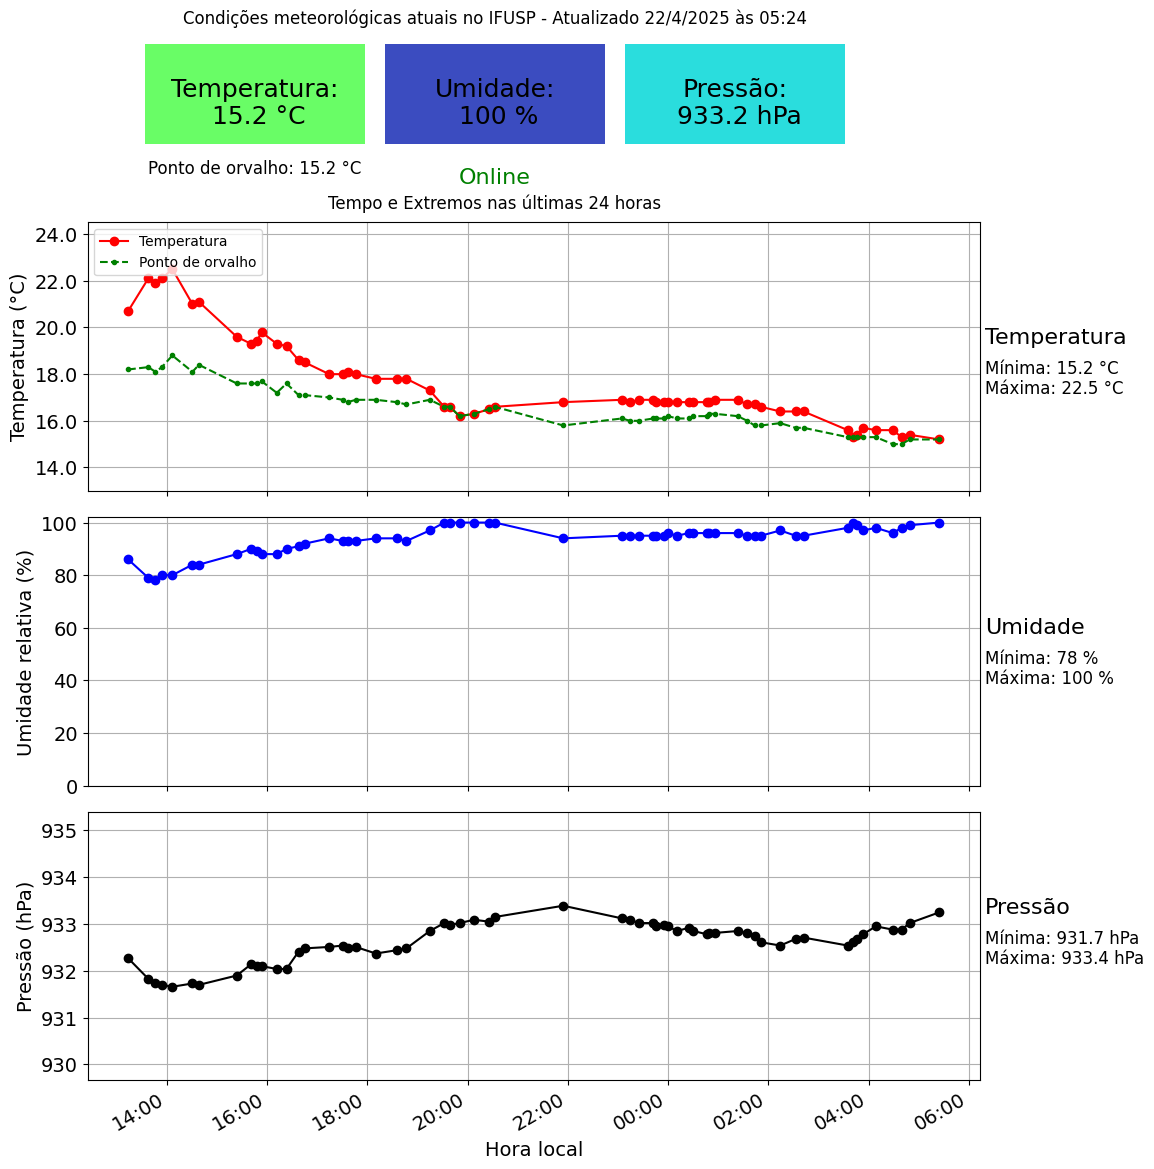 Condições meteorológicas atuais no IFUSP - Atualizado 22/4/2025 às 05:24
Temperatura:
15.2 °C
Umidade:
100 %
Pressão:
933.2 hPa
Ponto de orvalho: 15.2 °C
Online
Tempo e Extremos nas últimas 24 horas
Temperatura (°C)
24.0
22.0
20.0
18.0
16.0
14.0
Temperatura
Ponto de orvalho
Temperatura
Mínima: 15.2 °C
Máxima: 22.5 °C
Umidade relativa (%)
100
80
60
40
20
0
Umidade
Mínima: 78 %
Máxima: 100 %
Pressão (hPa)
935
934
933
932
931
930
Pressão
Mínima: 931.7 hPa
Máxima: 933.4 hPa
14:00
16:00
18:00
20:00
22:00
00:00
02:00
04:00
06:00
Hora local